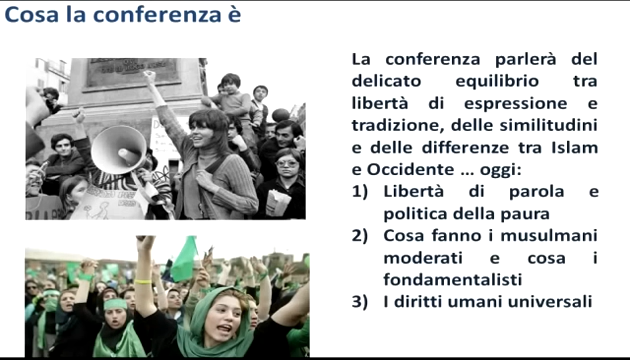 Cosa la conferenza è
La conferenza parlerà del
delicato equilibrio tra
libertà di espressione e
tradizione, delle similitudini
e delle differenze tra Islam
e Occidente ... oggi:
1) Libertà di parola e
politica della paura
2) Cosa fanno i musulmani
moderati e cosa i
fondamentalisti
3) I diritti umani universali